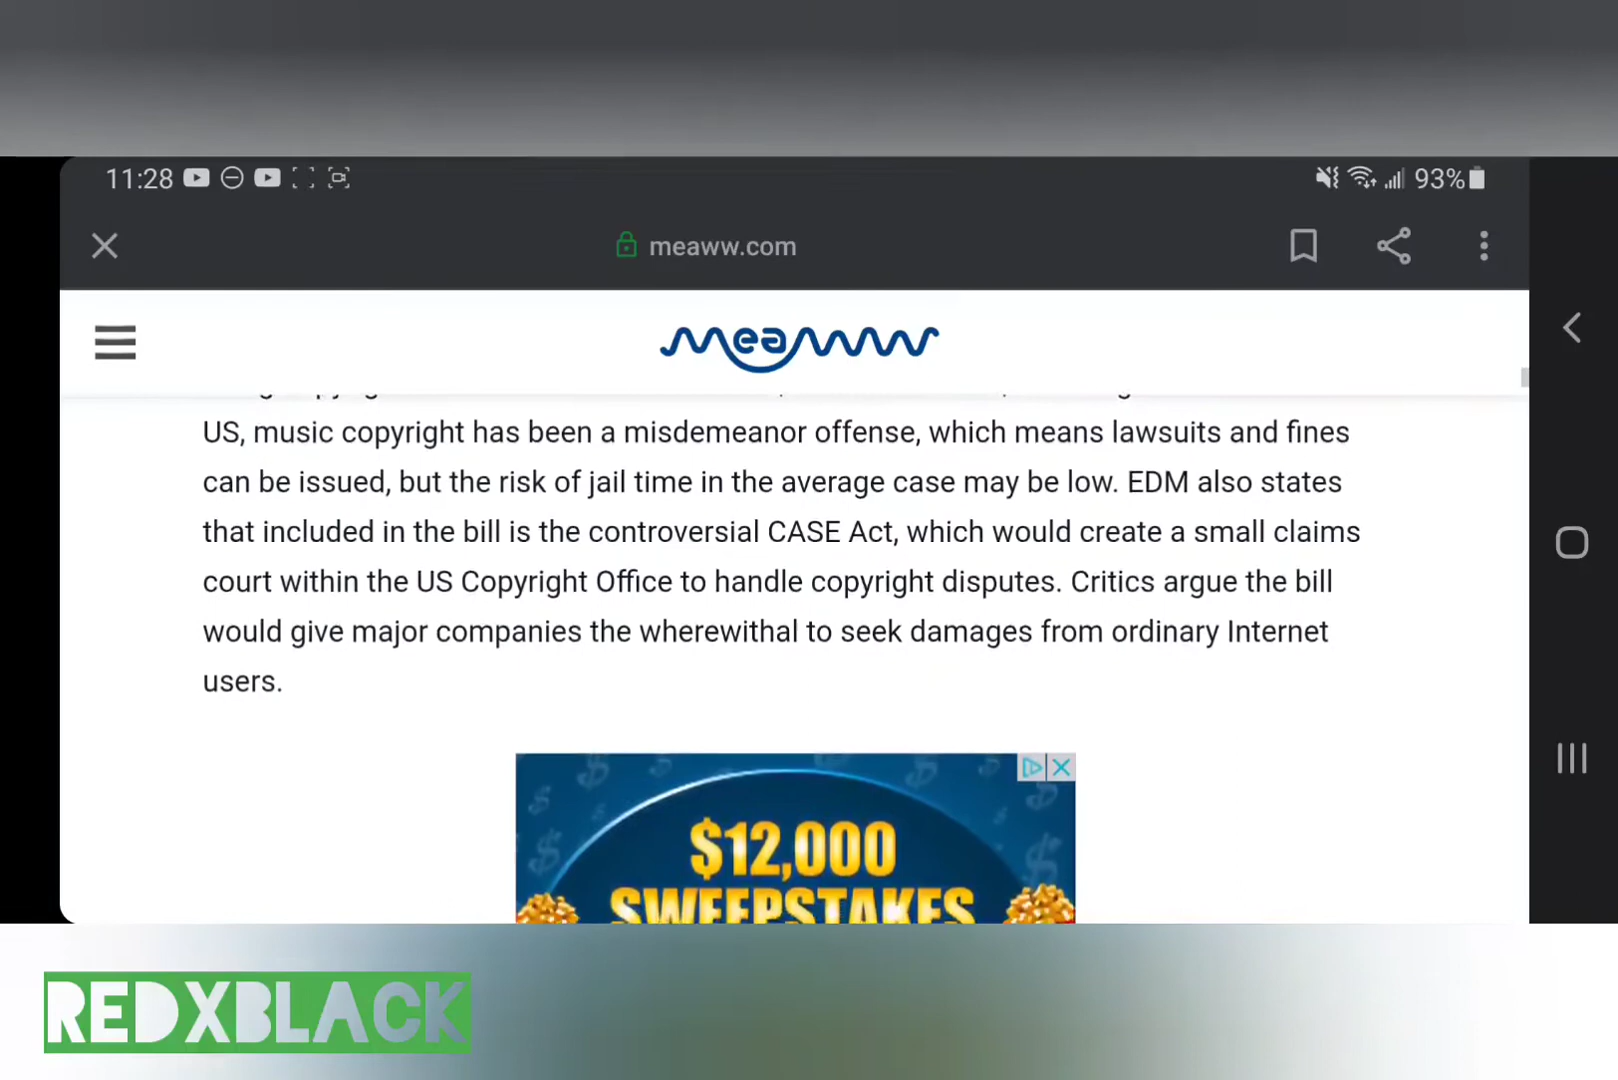 11:28
93%
meaww.com
meaww
US, music copyright has been a misdemeanor offense, which means lawsuits and fines
can be issued, but the risk of jail time in the average case may be low. EDM also states
that included in the bill is the controversial CASE Act, which would create a small claims
court within the US Copyright Office to handle copyright disputes. Critics argue the bill
would give major companies the wherewithal to seek damages from ordinary Internet
users.
$12,000
SWEEPSTAKES
REDXBLACK